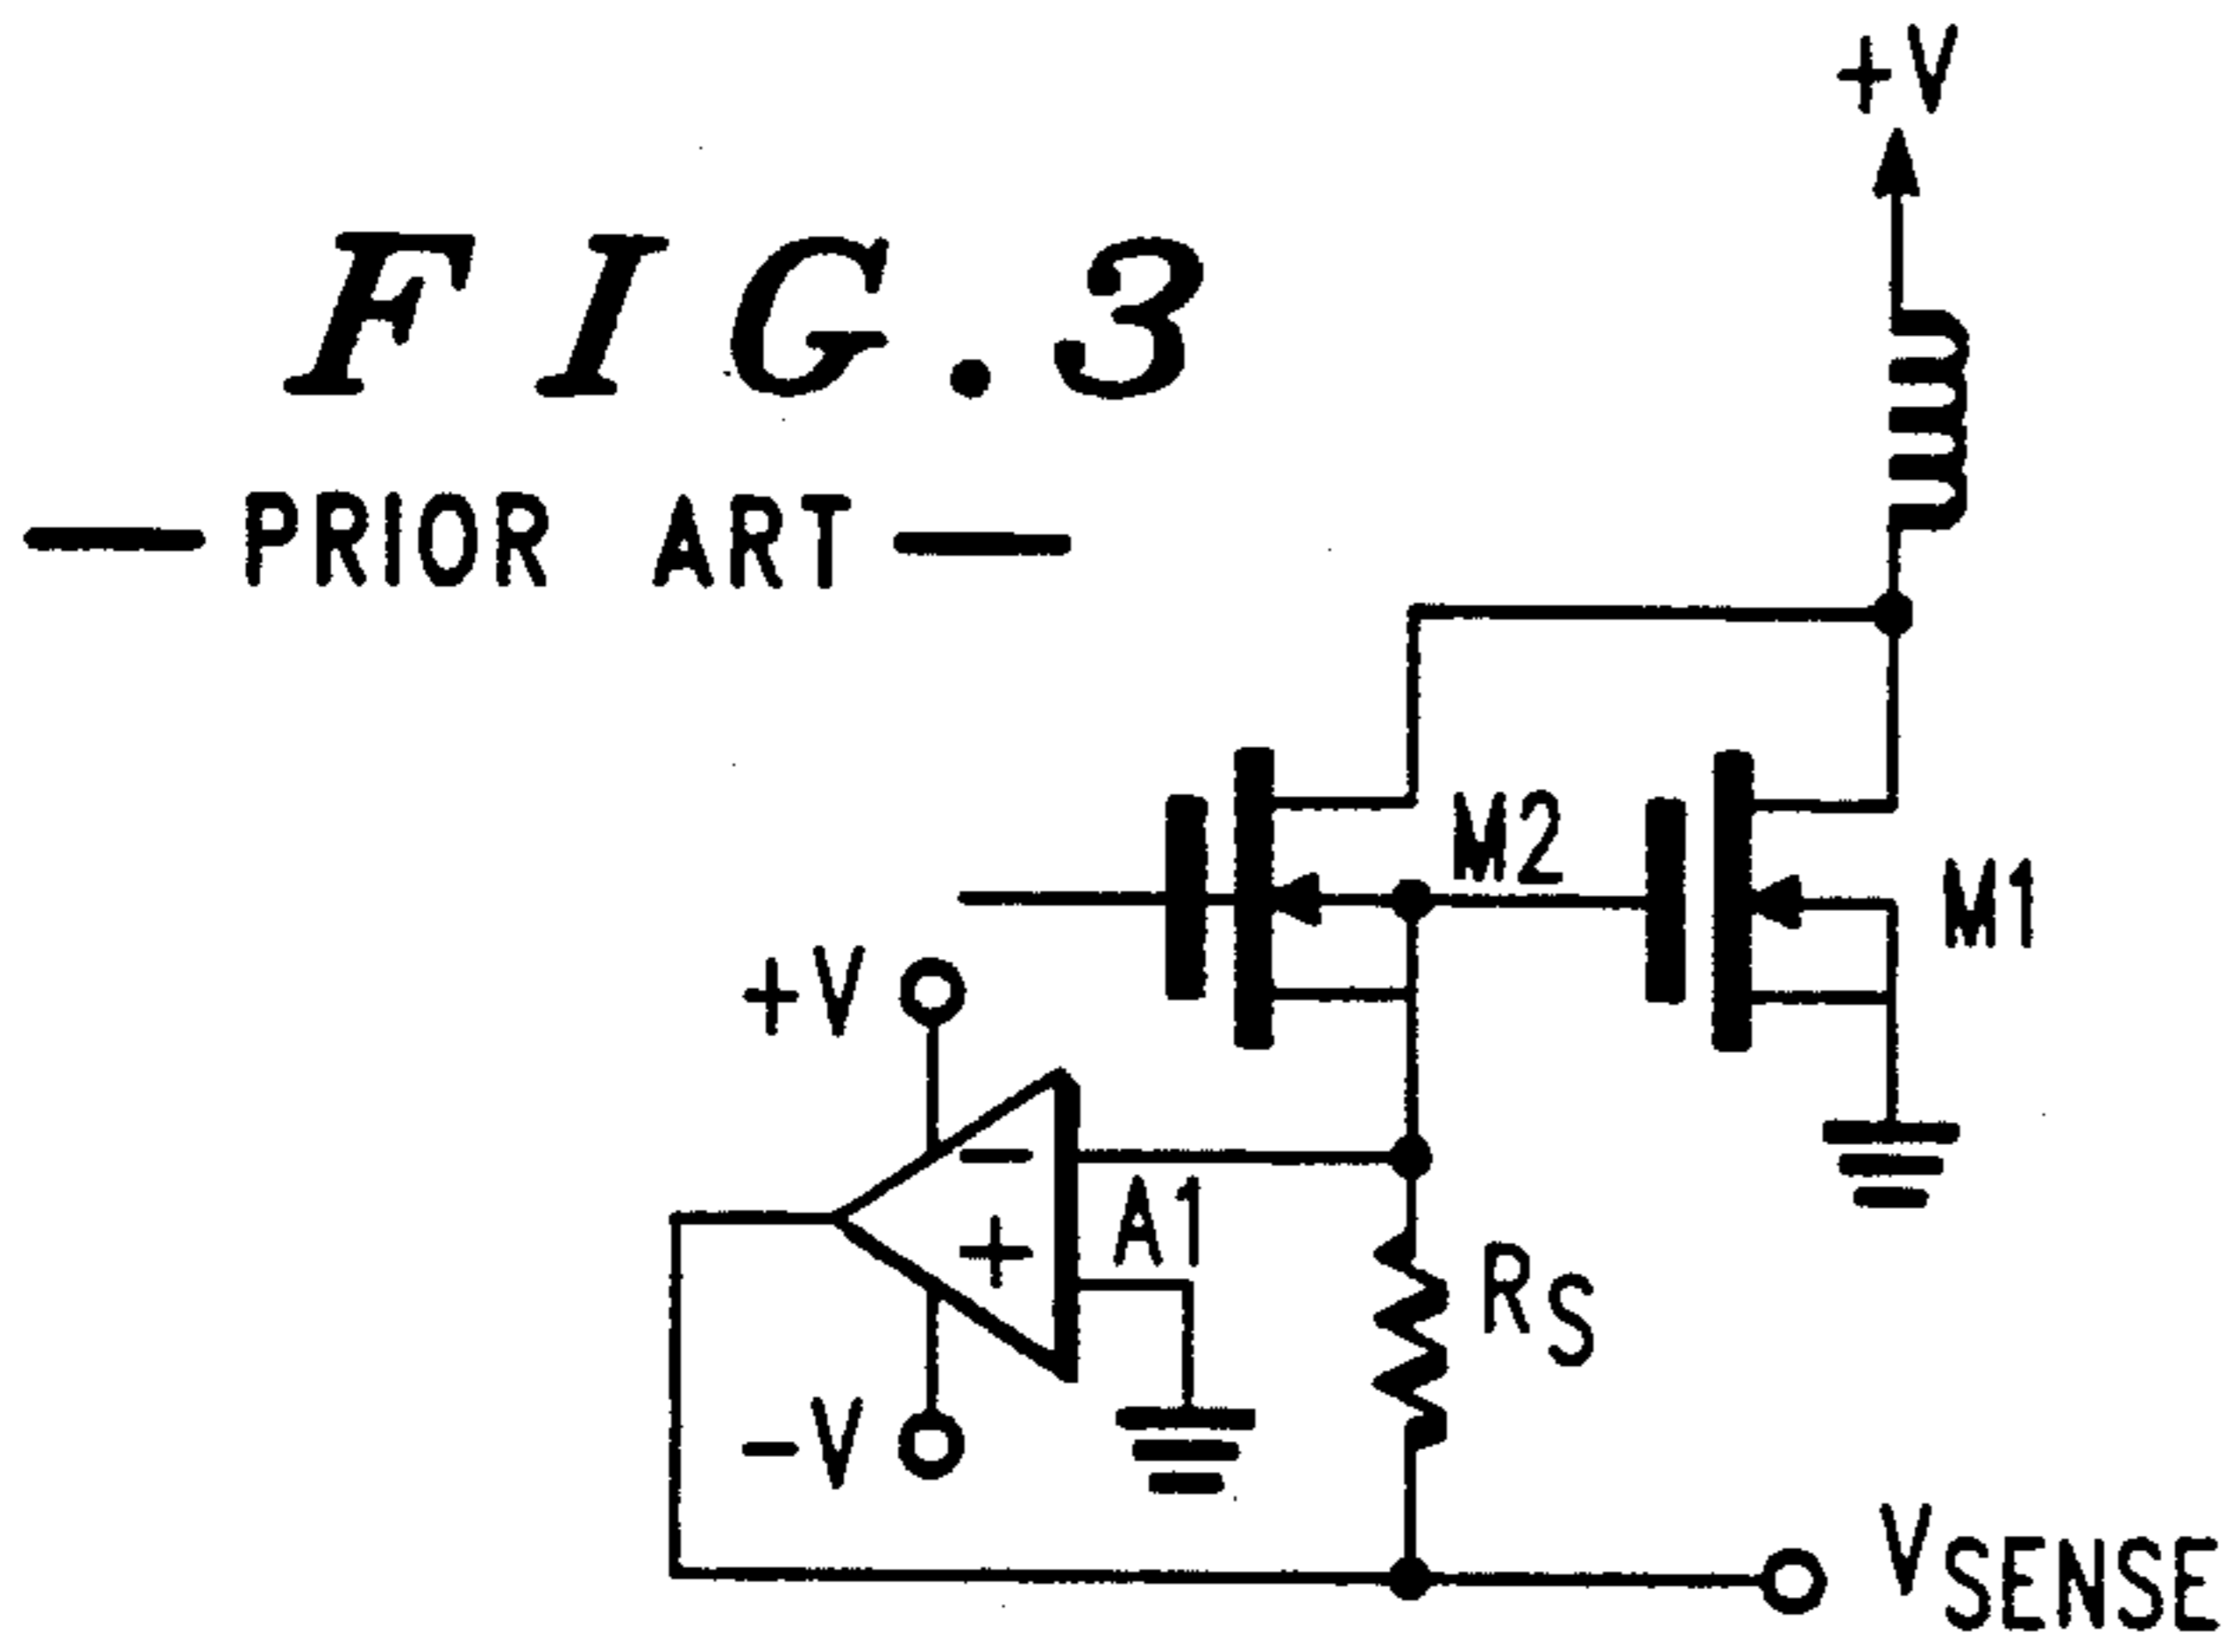 +V
FIG.3
— PRIOR ART —
M2
M1
+V
−
+
A1
RS
−V
VSENSE